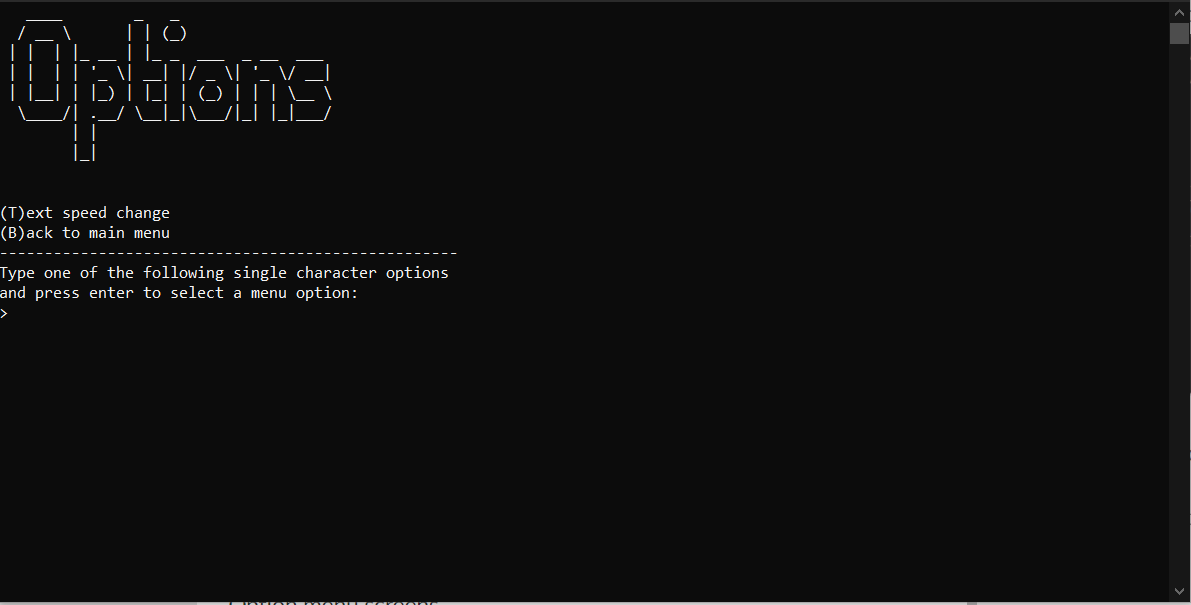 Options
(T)ext speed change
(B)ack to main menu
---------------------------------------------------
Type one of the following single character options
and press enter to select a menu option:
>